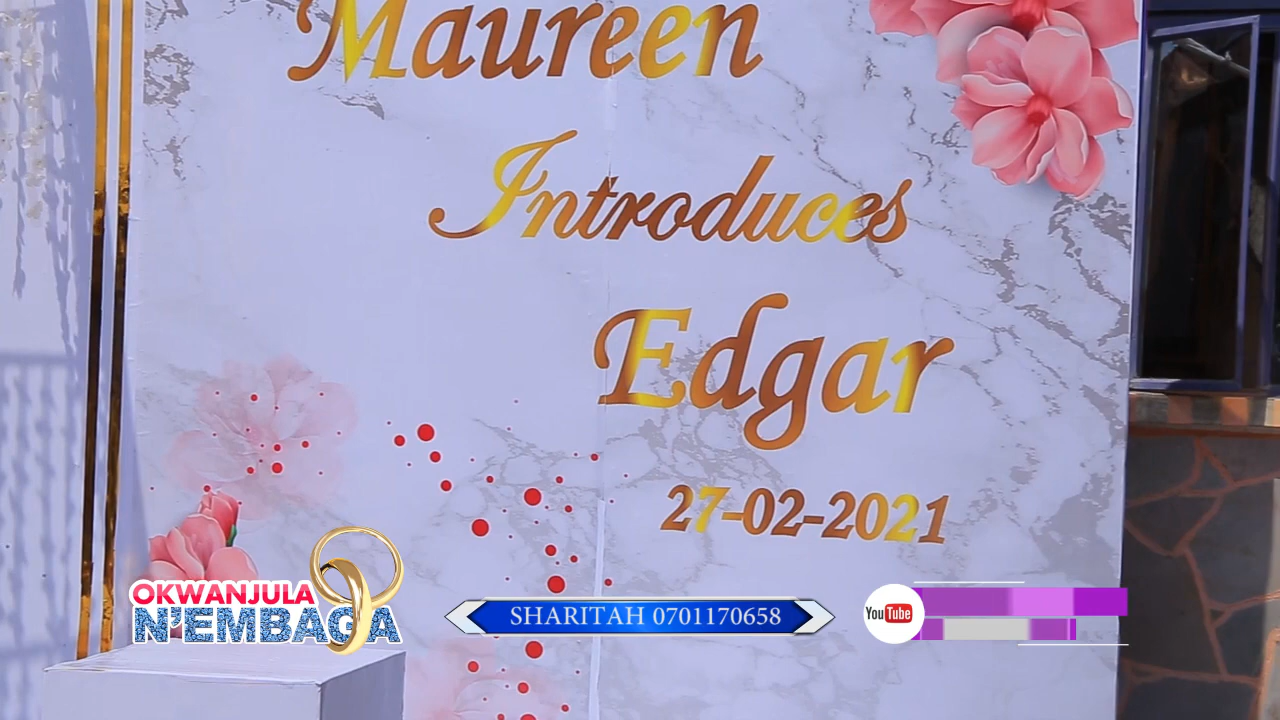 Maureen
Introduces
Edgar
27-02-2021
OKWANJULA
N'EMBAGA
SHARITAH 0701170658
YouTube